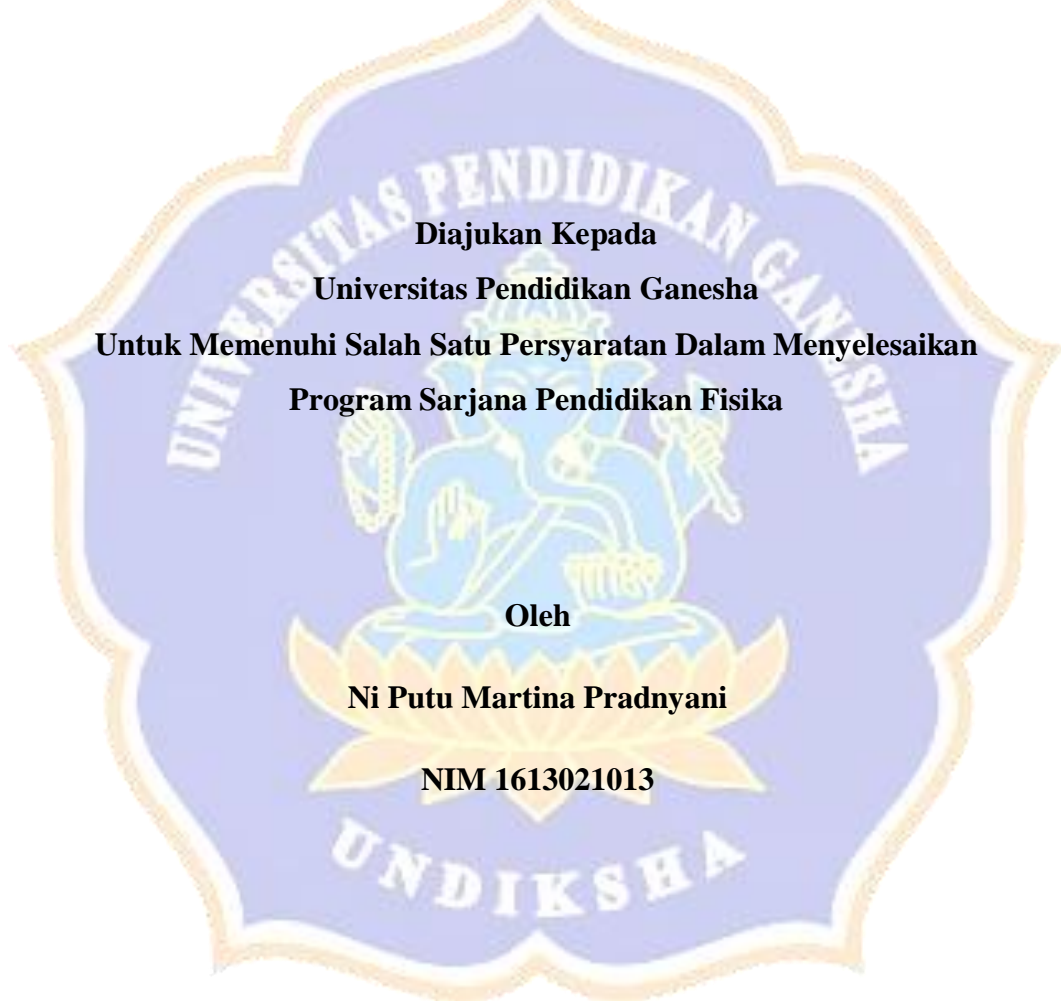 UNIVERSITAS PENDIDIKAN GANESHA
Diajukan Kepada
Universitas Pendidikan Ganesha
Untuk Memenuhi Salah Satu Persyaratan Dalam Menyelesaikan
Program Sarjana Pendidikan Fisika
Oleh
Ni Putu Martina Pradnyani
NIM 1613021013
UNDIKSHA